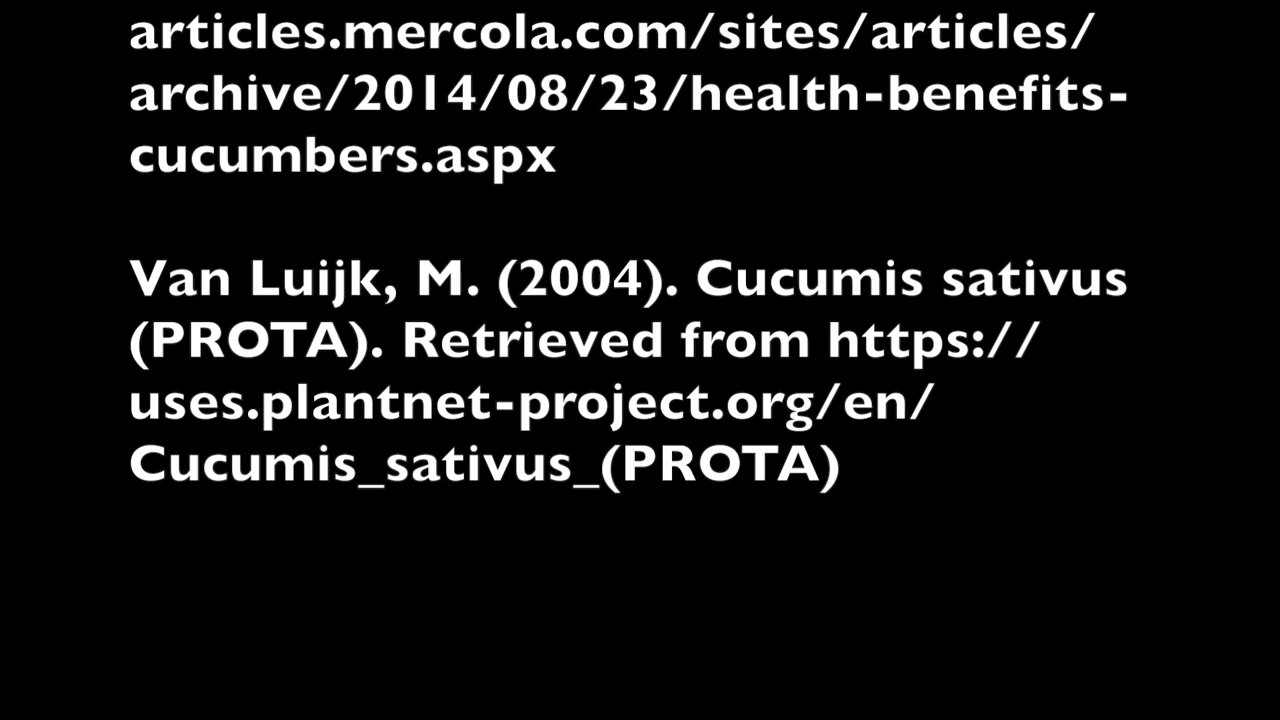 articles.mercola.com/sites/articles/
archive/2014/08/23/health-benefits-
cucumbers.aspx
Van Luijk, M. (2004). Cucumis sativus
(PROTA). Retrieved from https://
uses.plantnet-project.org/en/
Cucumis_sativus_(PROTA)